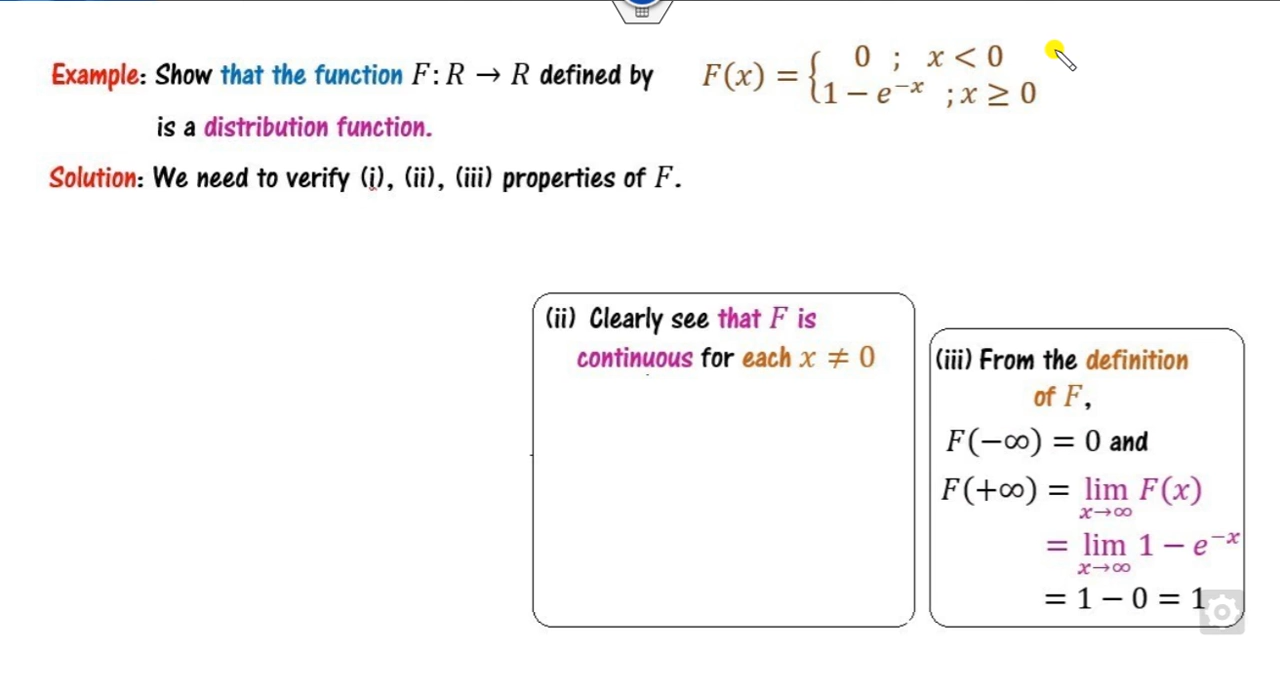 Example: Show that the function F: R → R defined by F(x) = { 0 ; x < 0
1 − e^{−x} ; x ≥ 0
is a distribution function.
Solution: We need to verify (i), (ii), (iii) properties of F.
(ii) Clearly see that F is
continuous for each x ≠ 0
(iii) From the definition
of F,
F(−∞) = 0 and
F(+∞) = lim F(x)
x→∞
= lim 1 − e^{−x}
x→∞
= 1 − 0 = 1